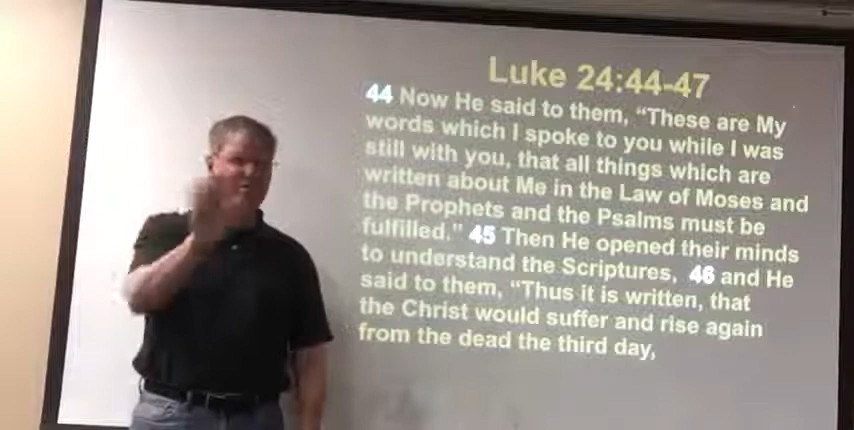 Luke 24:44-47
44 Now He said to them, “These are My
words which I spoke to you while I was
still with you, that all things which are
written about Me in the Law of Moses and
the Prophets and the Psalms must be
fulfilled.” 45 Then He opened their minds
to understand the Scriptures, 46 and He
said to them, “Thus it is written, that
the Christ would suffer and rise again
from the dead the third day,